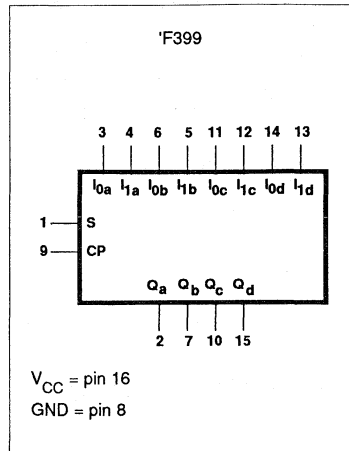 'F399
3 4 6 5 11 12 14 13
I0a I1a I0b I1b I0c I1c I0d I1d
1 S
9 CP
Qa Qb Qc Qd
2 7 10 15
VCC = pin 16
GND = pin 8